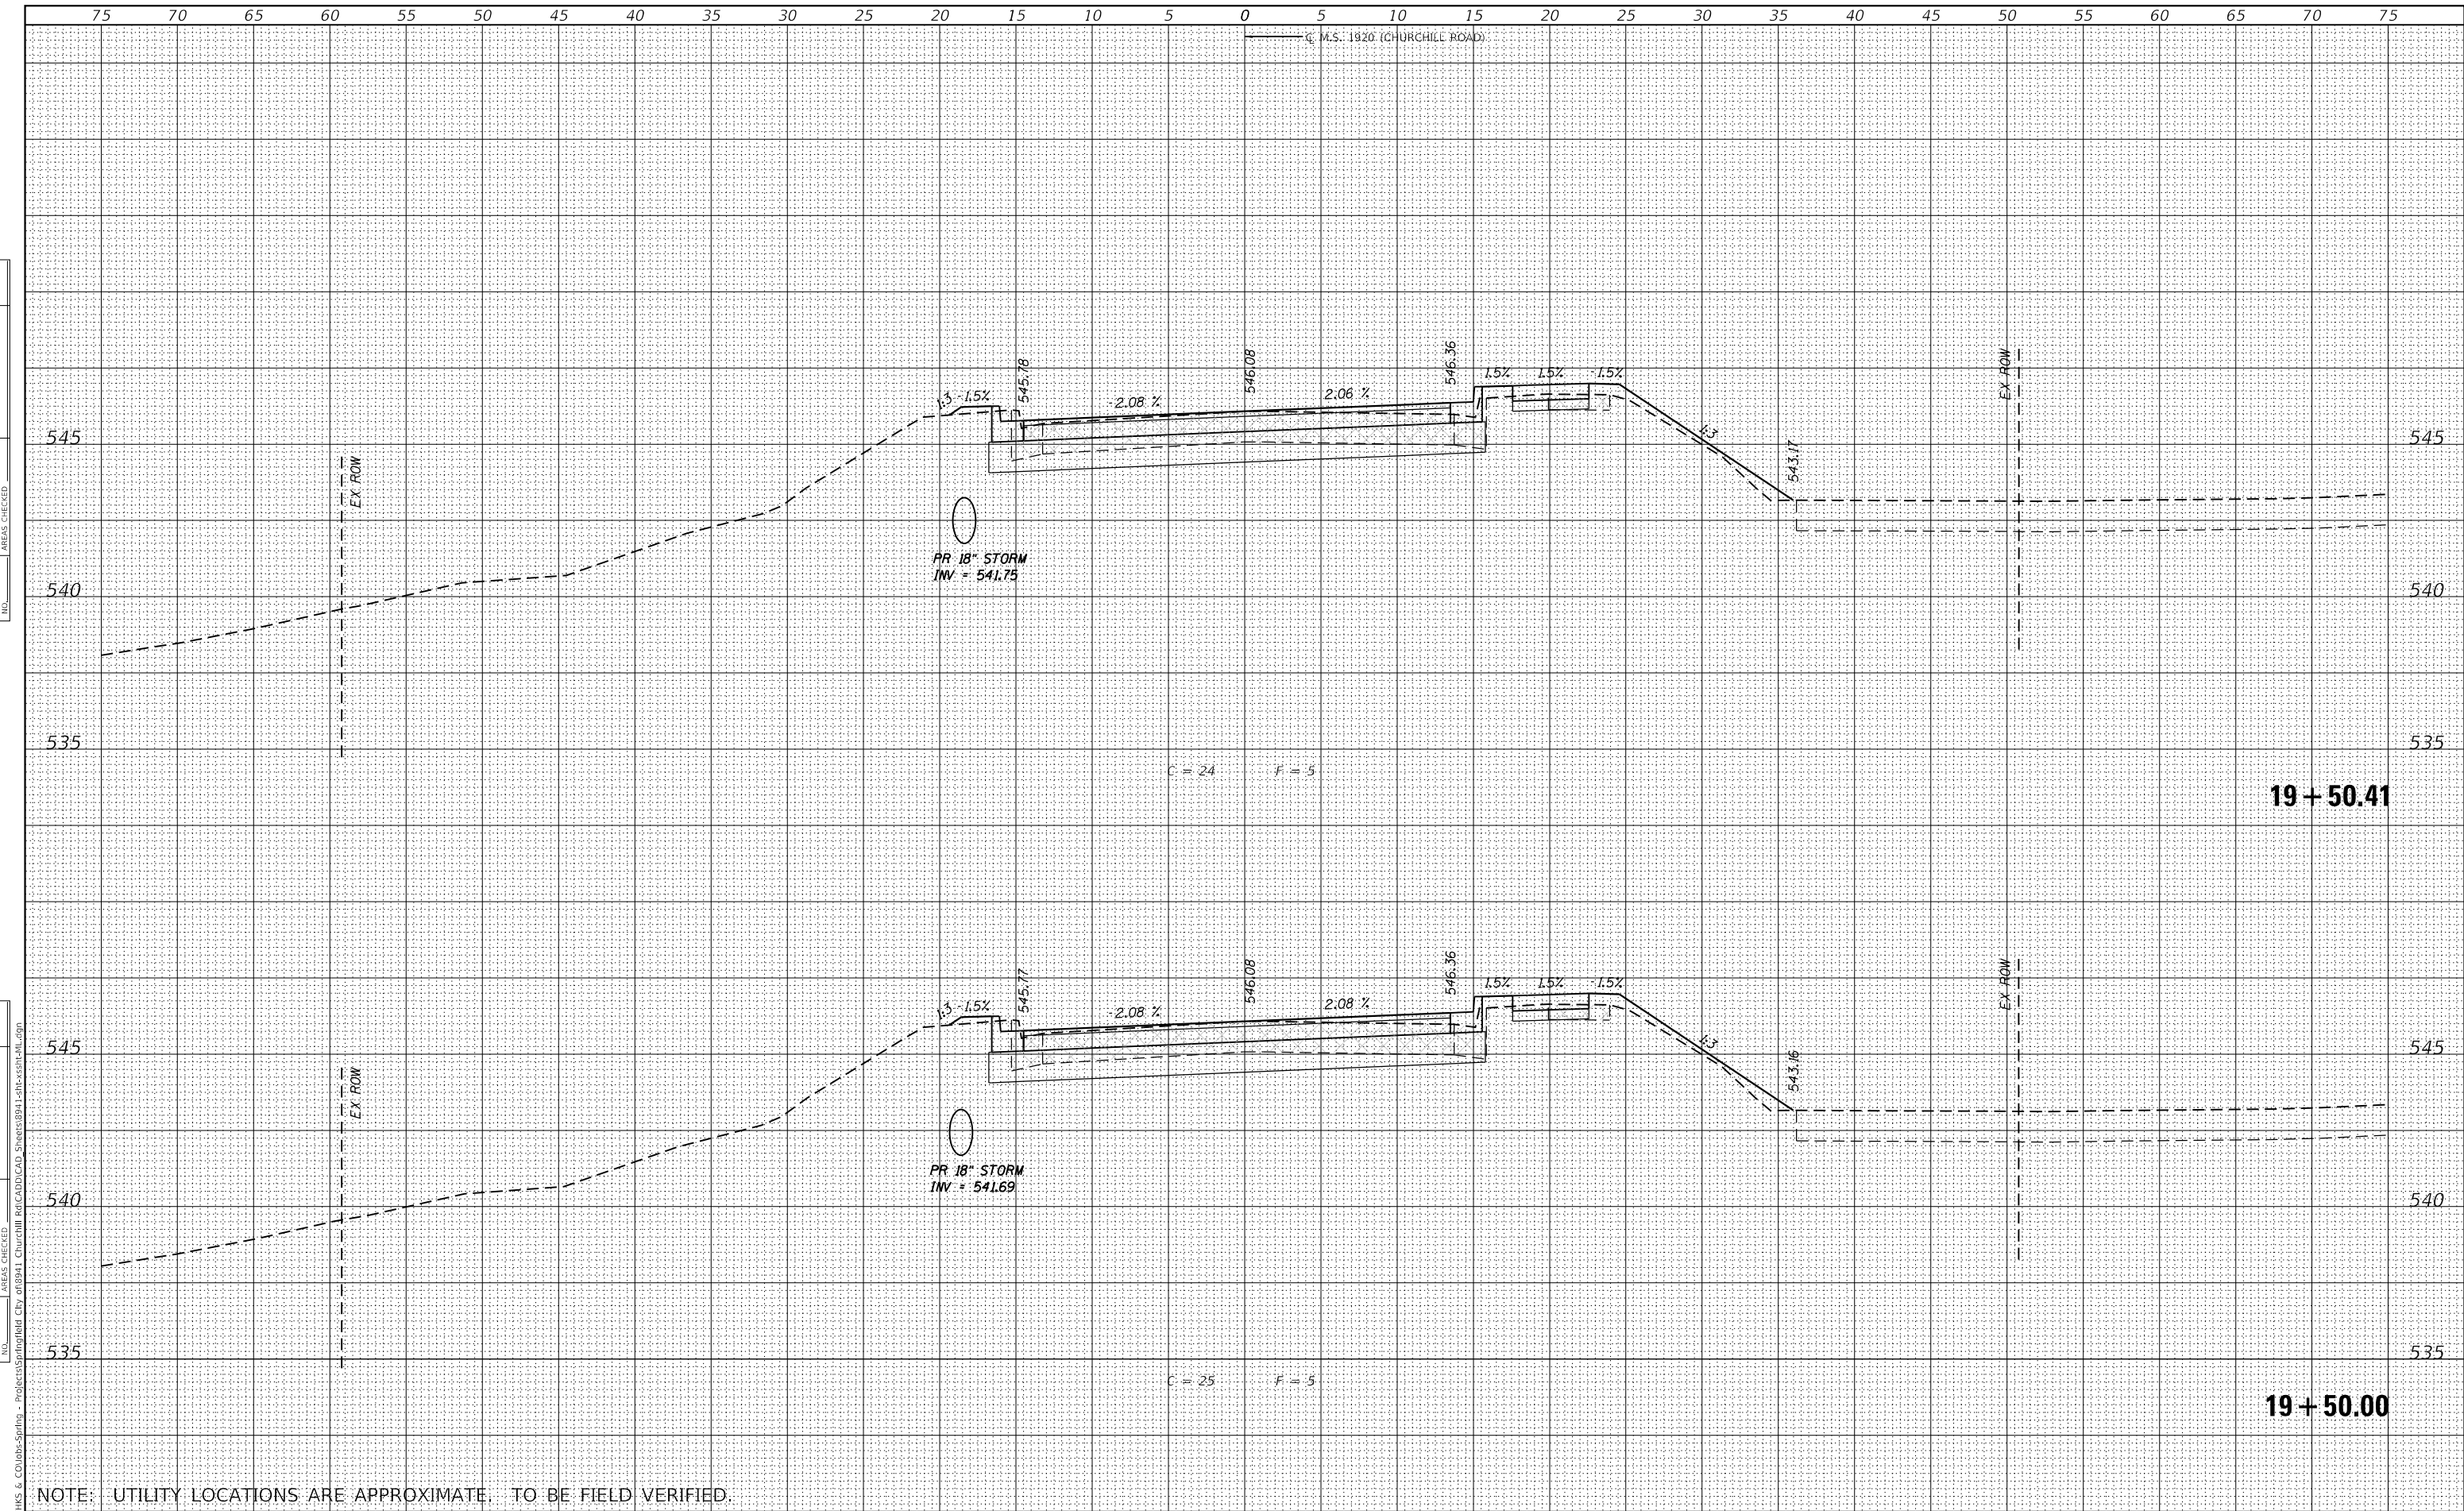 75 70 65 60 55 50 45 40 35 30 25 20 15 10 5 0 5 10 15 20 25 30 35 40 45 50 55 60 65 70 75
℄ M.S. 1920 (CHURCHILL ROAD)
1:3
-1.5%
545.78
-2.08 %
546.08
2.06 %
546.36
1.5%
1.5%
-1.5%
1:3
543.17
EX ROW
EX ROW
545
545
PR 18" STORM
INV = 541.75
540
540
535
535
C = 24 F = 5
19+50.41
1:3
-1.5%
545.77
-2.08 %
546.08
2.08 %
546.36
1.5%
1.5%
-1.5%
1:3
543.16
EX ROW
EX ROW
545
545
PR 18" STORM
INV = 541.69
540
540
535
535
C = 25 F = 5
19+50.00
NOTE: UTILITY LOCATIONS ARE APPROXIMATE. TO BE FIELD VERIFIED.
AREAS CHECKED
NO.
AREAS CHECKED
NO.